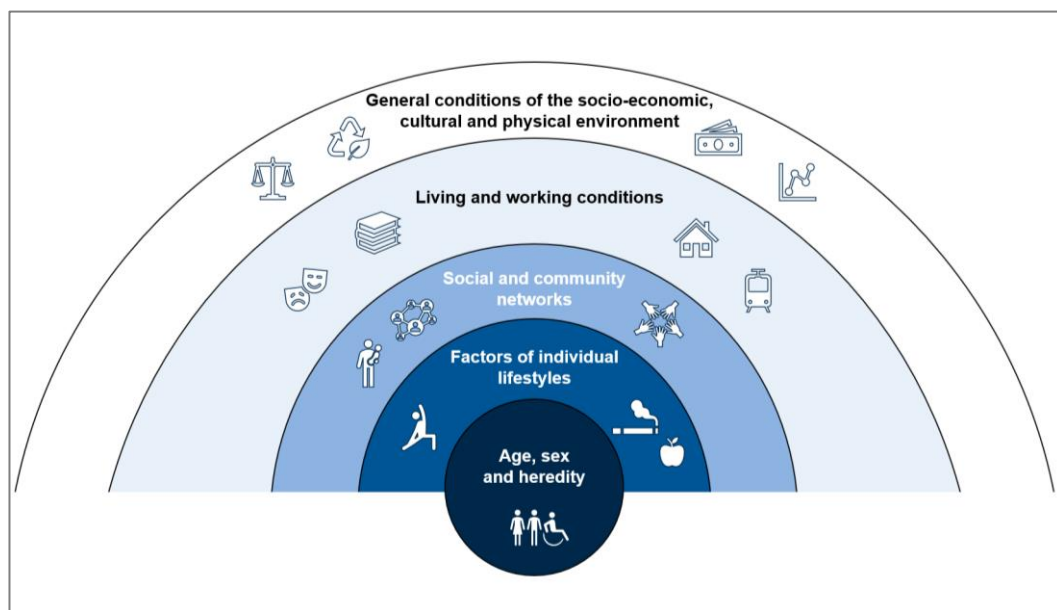 General conditions of the socio-economic,
cultural and physical environment
Living and working conditions
Social and community
networks
Factors of individual
lifestyles
Age, sex
and heredity